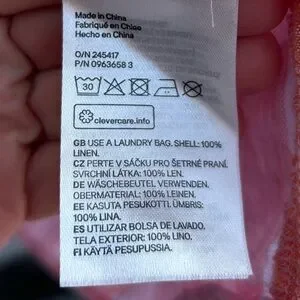 Made in China
Fabriqué en Chine
Hecho en China
O/N 245417
P/N 0963658 3
30
clevercare.info
GB USE A LAUNDRY BAG. SHELL: 100%
LINEN.
CZ PERTE V SÁČKU PRO ŠETRNÉ PRANÍ.
SVRCHNÍ LÁTKA: 100% LEN.
DE WÄSCHEBEUTEL VERWENDEN.
OBERMATERIAL: 100% LEINEN.
EE KASUTA PESUKOTTI. ÜMBRIS:
100% LINA.
ES UTILIZAR BOLSA DE LAVADO.
TELA EXTERIOR: 100% LINO.
FI KÄYTÄ PESUPUSSIA.